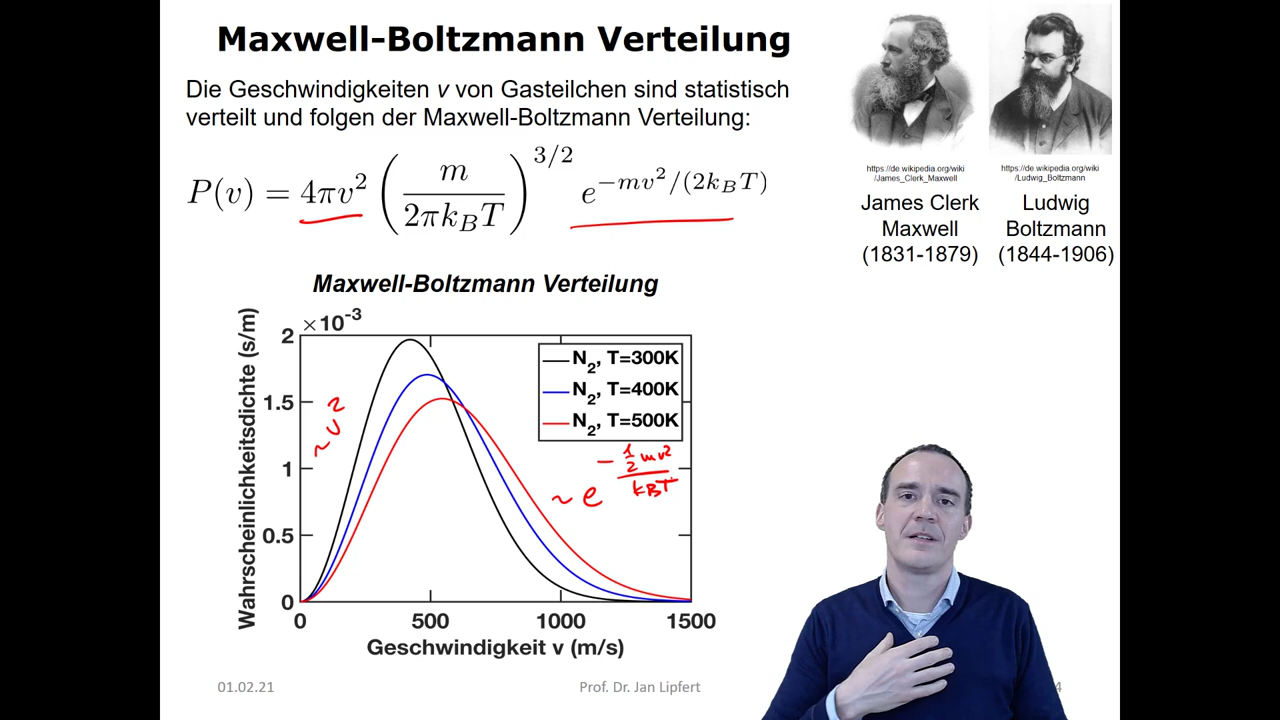 Maxwell-Boltzmann Verteilung
Die Geschwindigkeiten v von Gasteilchen sind statistisch
verteilt und folgen der Maxwell-Boltzmann Verteilung:
P(v) = 4πv² (m / 2πk_BT)^{3/2} e^{−mv²/(2k_BT)}
https://de.wikipedia.org/wiki
/James_Clerk_Maxwell
James Clerk
Maxwell
(1831-1879)
https://de.wikipedia.org/wiki
/Ludwig_Boltzmann
Ludwig
Boltzmann
(1844-1906)
Maxwell-Boltzmann Verteilung
×10⁻³
Wahrscheinlichkeitsdichte (s/m)
2
1.5
1
0.5
0
N₂, T=300K
N₂, T=400K
N₂, T=500K
~ v²
~ e^{− ½mv² / k_BT}
0 500 1000 1500
Geschwindigkeit v (m/s)
01.02.21
Prof. Dr. Jan Lipfert
4